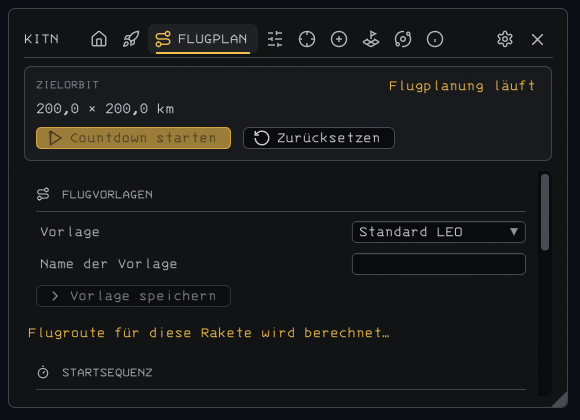 KITN
FLUGPLAN
ZIELORBIT
Flugplanung läuft
200,0 × 200,0 km
Countdown starten
Zurücksetzen
FLUGVORLAGEN
Vorlage
Standard LEO
Name der Vorlage
Vorlage speichern
Flugroute für diese Rakete wird berechnet…
STARTSEQUENZ